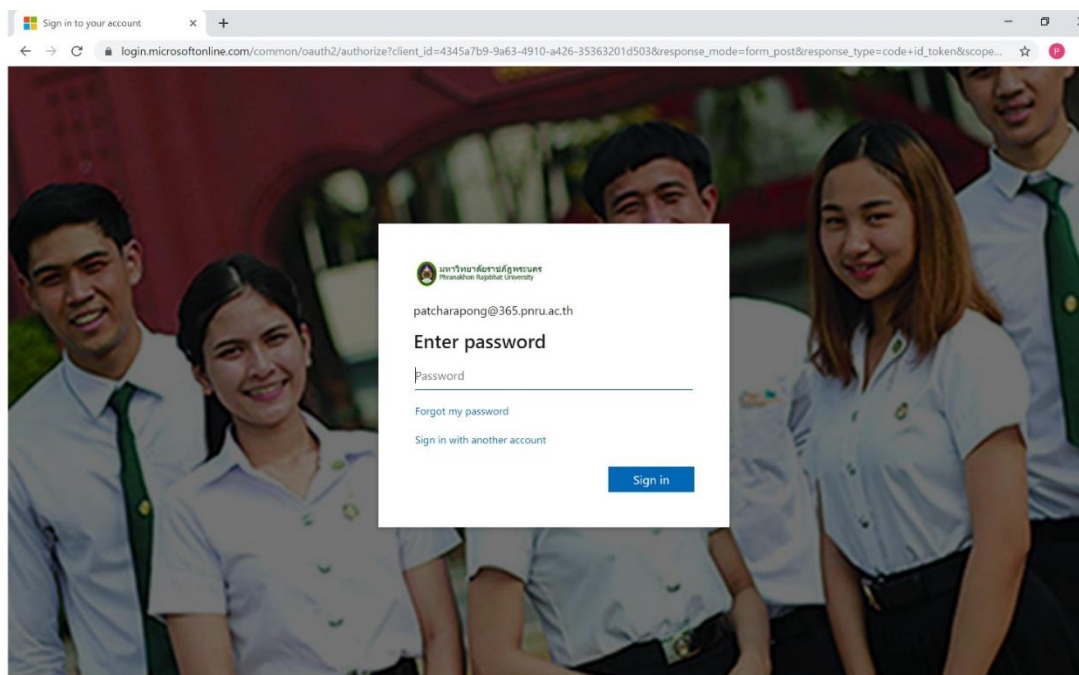 Sign in to your account
login.microsoftonline.com/common/oauth2/authorize?client_id=4345a7b9-9a63-4910-a426-35363201d503&response_mode=form_post&response_type=code+id_token&scope...
P
มหาวิทยาลัยราชภัฏพระนคร
Phranakhon Rajabhat University
patcharapong@365.pnru.ac.th
Enter password
Password
Forgot my password
Sign in with another account
Sign in